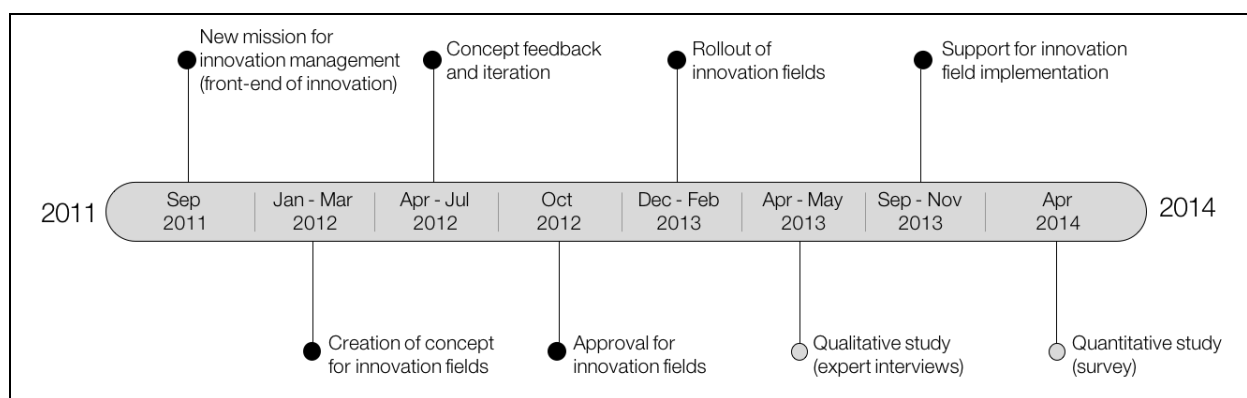 New mission for
innovation management
(front-end of innovation)
Concept feedback
and iteration
Rollout of
innovation fields
Support for innovation
field implementation
2011
Sep
2011
Jan - Mar
2012
Apr - Jul
2012
Oct
2012
Dec - Feb
2013
Apr - May
2013
Sep - Nov
2013
Apr
2014
2014
Creation of concept
for innovation fields
Approval for
innovation fields
Qualitative study
(expert interviews)
Quantitative study
(survey)